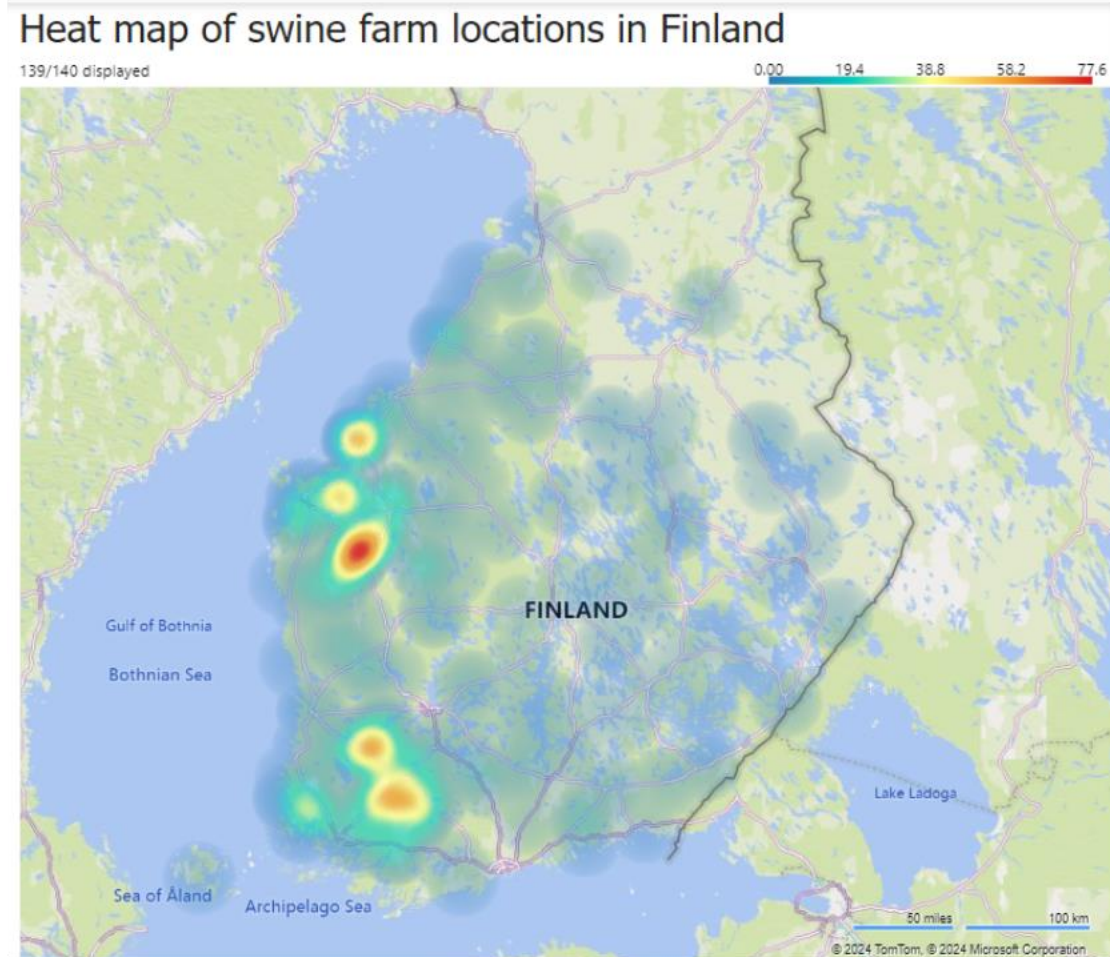 Heat map of swine farm locations in Finland
139/140 displayed
0.00 19.4 38.8 58.2 77.6
FINLAND
Gulf of Bothnia
Bothnian Sea
Lake Ladoga
Sea of Åland
Archipelago Sea
50 miles 100 km
© 2024 TomTom, © 2024 Microsoft Corporation